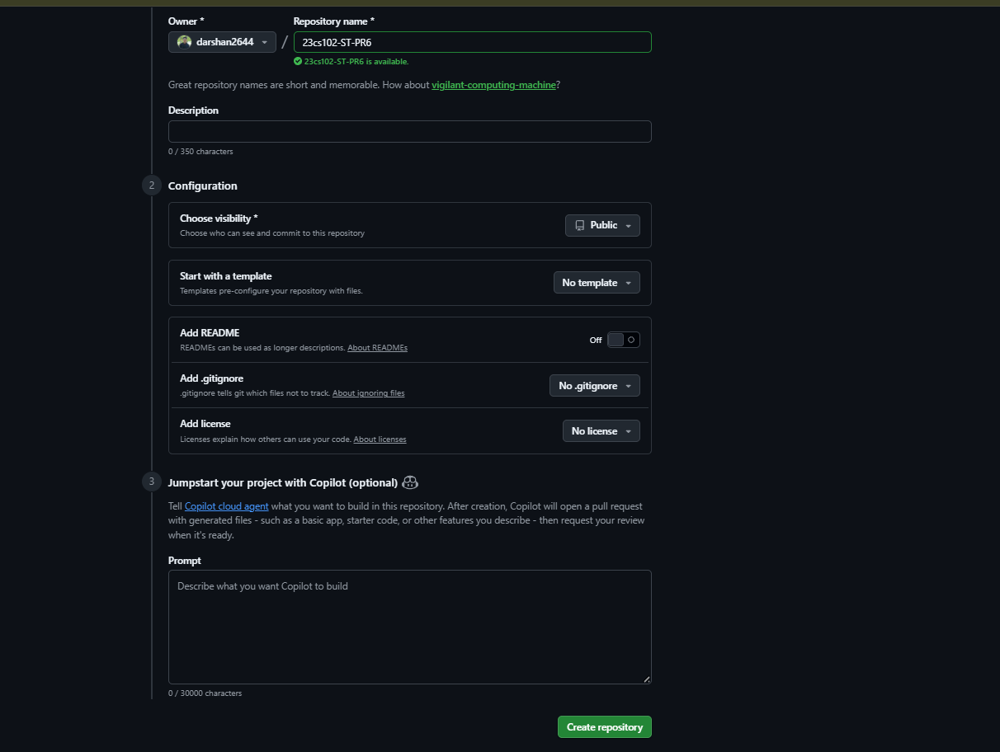 Owner * Repository name *
darshan2644 / 23cs102-ST-PR6
23cs102-ST-PR6 is available.
Great repository names are short and memorable. How about vigilant-computing-machine?
Description
0 / 350 characters
2 Configuration
Choose visibility *
Choose who can see and commit to this repository
Public
Start with a template
Templates pre-configure your repository with files.
No template
Add README
READMEs can be used as longer descriptions. About READMEs
Off
Add .gitignore
.gitignore tells git which files not to track. About ignoring files
No .gitignore
Add license
Licenses explain how others can use your code. About licenses
No license
3 Jumpstart your project with Copilot (optional)
Tell Copilot cloud agent what you want to build in this repository. After creation, Copilot will open a pull request
with generated files - such as a basic app, starter code, or other features you describe - then request your review
when it's ready.
Prompt
Describe what you want Copilot to build
0 / 30000 characters
Create repository